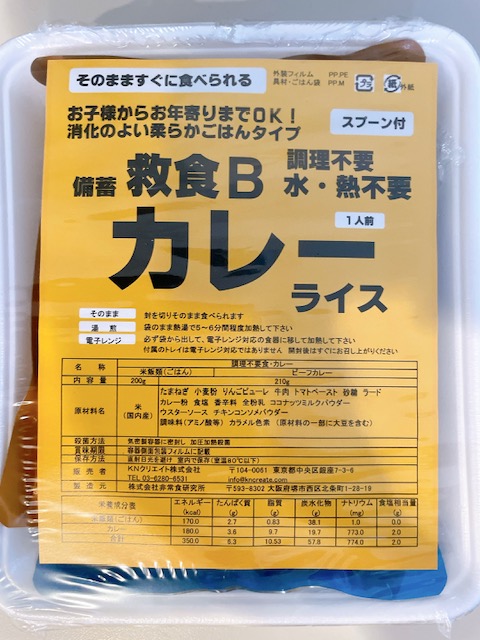 そのまますぐに食べられる
外装フィルム PP,PE
具材・ごはん袋 PP,M
プラ
紙 外紙
お子様からお年寄りまでOK!
消化のよい柔らかごはんタイプ
スプーン付
備蓄 救食B 調理不要 水・熱不要
1人前
カレー
ライス
そのまま 封を切りそのまま食べられます
湯煎 袋のまま熱湯で5~6分間程度加熱して下さい
電子レンジ 必ず袋から出して、電子レンジ対応の食器に移して加熱して下さい
付属のトレイは電子レンジ対応ではありません 開封後はすぐにお召し上がりください
名称 調理不要食・カレー
米飯類(ごはん) ビーフカレー
内容量 200g 210g
原材料名 米(国内産)
たまねぎ 小麦粉 りんごピューレ 牛肉 トマトペースト 砂糖 ラード
カレー粉 食塩 香辛料 全粉乳 ココナッツミルクパウダー
ウスターソース チキンコンソメパウダー
調味料(アミノ酸等) カラメル色素 (原材料の一部に大豆を含む)
殺菌方法 気密製容器に密封し 加圧加熱殺菌
賞味期限 容器側面包装フィルムに記載
保存方法 直射日光を避け 室内で保存(室温80℃以下)
販売者 KNクリエイト株式会社 〒104-0061 東京都中央区銀座7-3-6
TEL 03-6280-6531 info@kncreate.com
製造元 株式会社非常食研究所 〒593-8302 大阪府堺市西区北条町1-28-19
栄養成分表 エネルギー(kcal) たんぱく質(g) 脂質(g) 炭水化物(g) ナトリウム(mg) 食塩相当量(g)
米飯類(ごはん) 170.0 2.7 0.83 38.1 1.0 0.0
カレー 180.0 3.6 9.7 19.7 773.0 2.0
合計 350.0 6.3 10.53 57.8 774.0 2.0